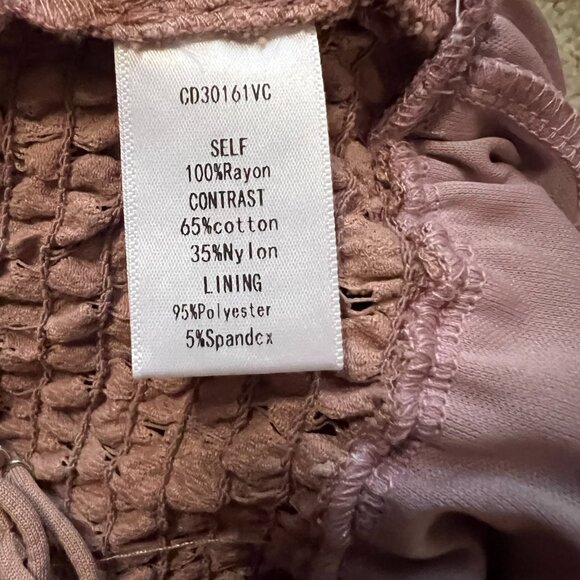 CD30161VC
SELF
100%Rayon
CONTRAST
65%cotton
35%Nylon
LINING
95%Polyester
5%Spandex